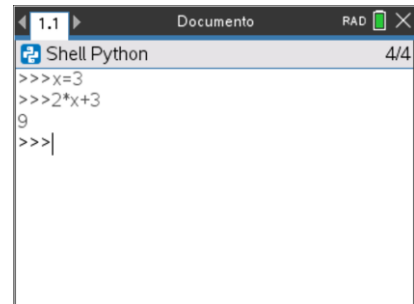 1.1 Documento RAD
Shell Python 4/4
>>>x=3
>>>2*x+3
9
>>>